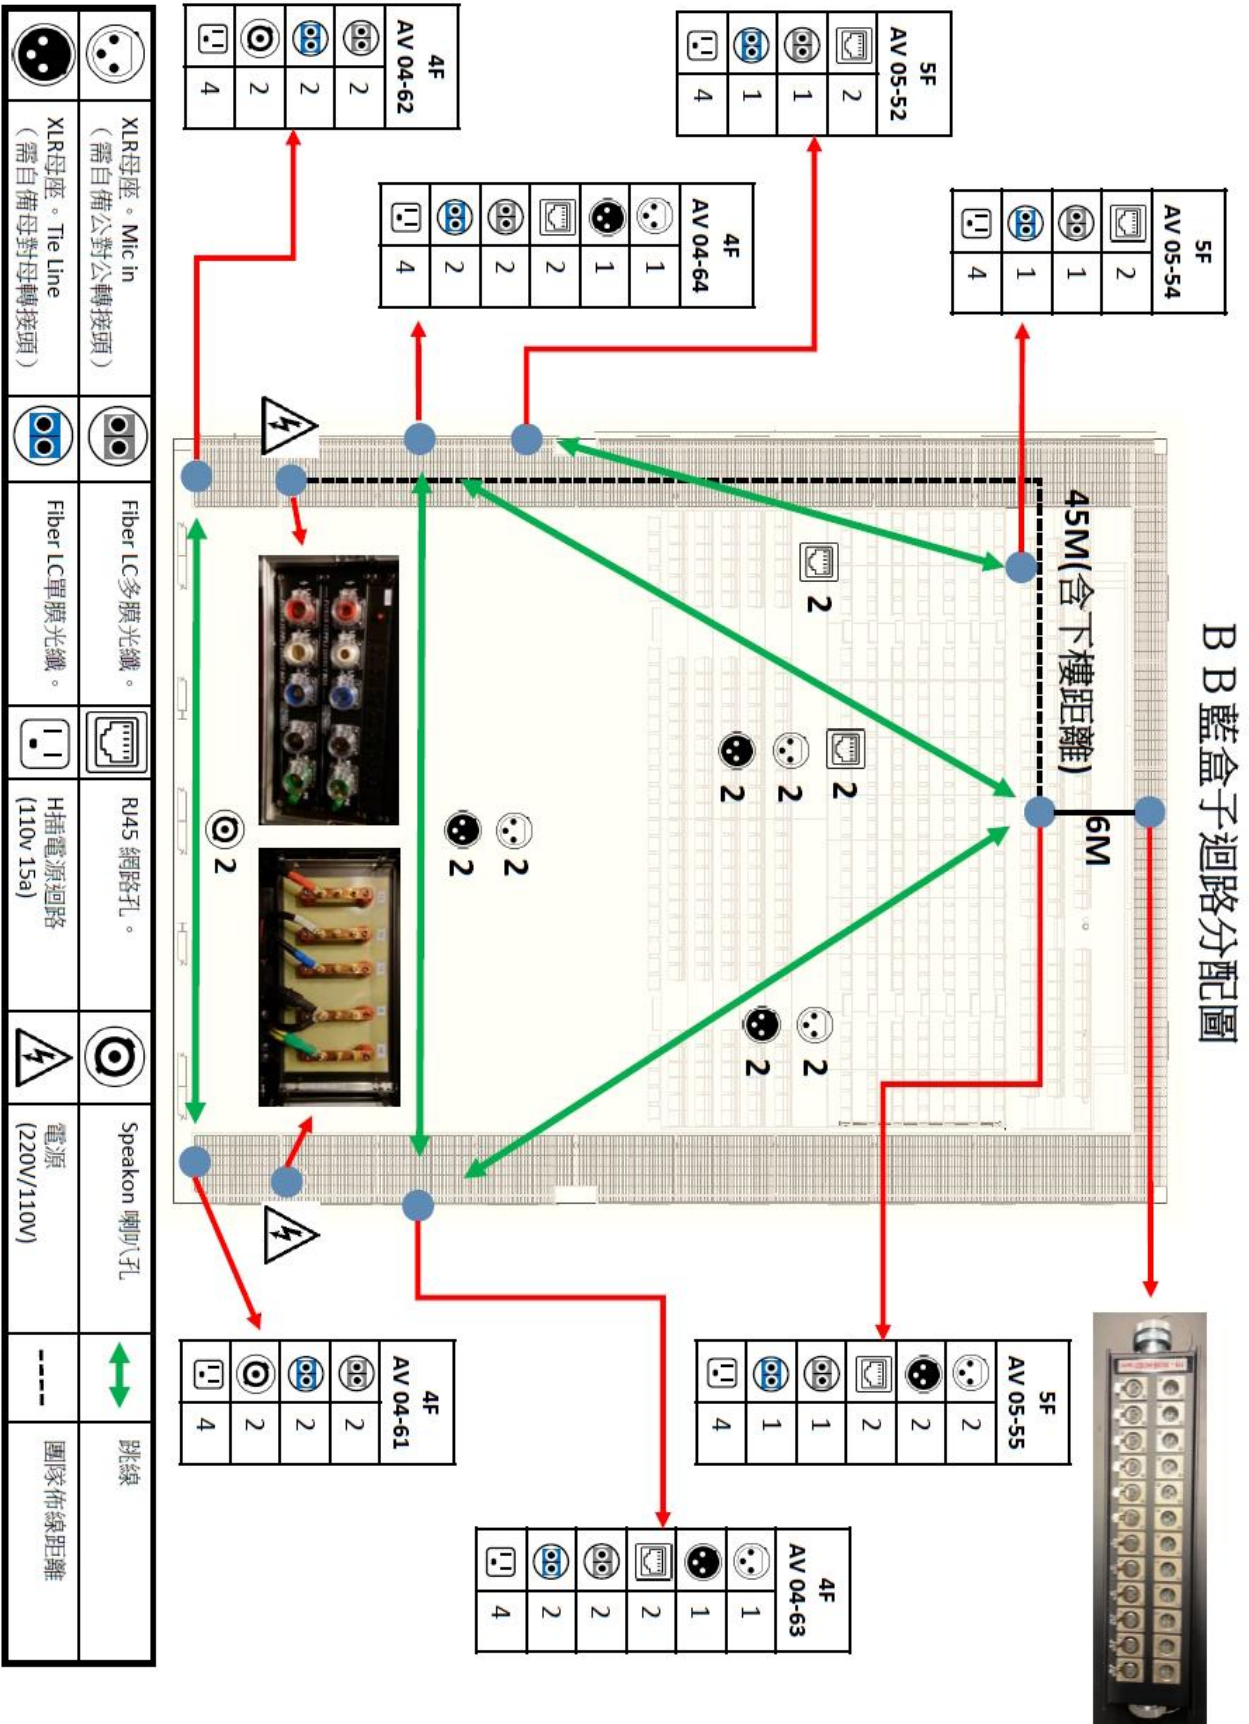 BB藍盒子迴路分配圖
5F
AV 05-54
2
1
1
4
5F
AV 05-52
2
1
1
4
4F
AV 04-64
1
1
2
2
2
4
4F
AV 04-62
2
2
2
4
45M(含下樓距離)
6M
2
2
2
2
2
2
2
2
2
5F
AV 05-55
2
2
2
1
1
4
4F
AV 04-63
1
1
2
2
2
4
4F
AV 04-61
2
2
2
4
XLR母座。Mic in
（需自備公對公轉接頭）
Fiber LC多膜光纖。
RJ45 網路孔。
Speakon 喇叭孔
跳線
XLR母座。Tie Line
（需自備母對母轉接頭）
Fiber LC單膜光纖。
H插電源迴路
(110v 15a)
電源
(220V/110V)
團隊佈線距離